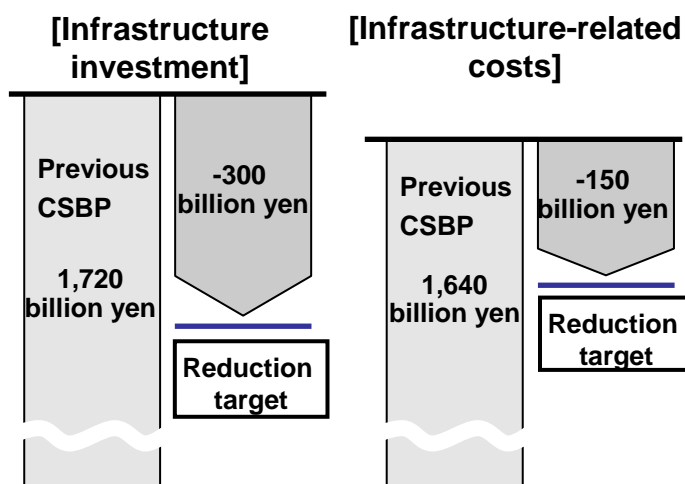 [Infrastructure
investment]
Previous
CSBP
1,720
billion yen
-300
billion yen
Reduction
target
[Infrastructure-related
costs]
Previous
CSBP
1,640
billion yen
-150
billion yen
Reduction
target